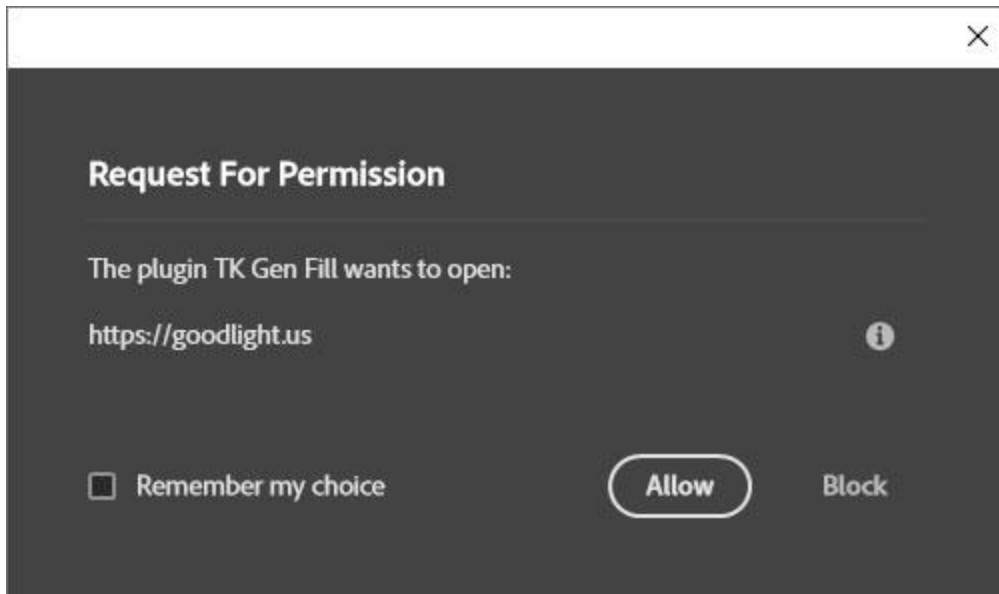 Request For Permission
The plugin TK Gen Fill wants to open:
https://goodlight.us
Remember my choice
Allow
Block